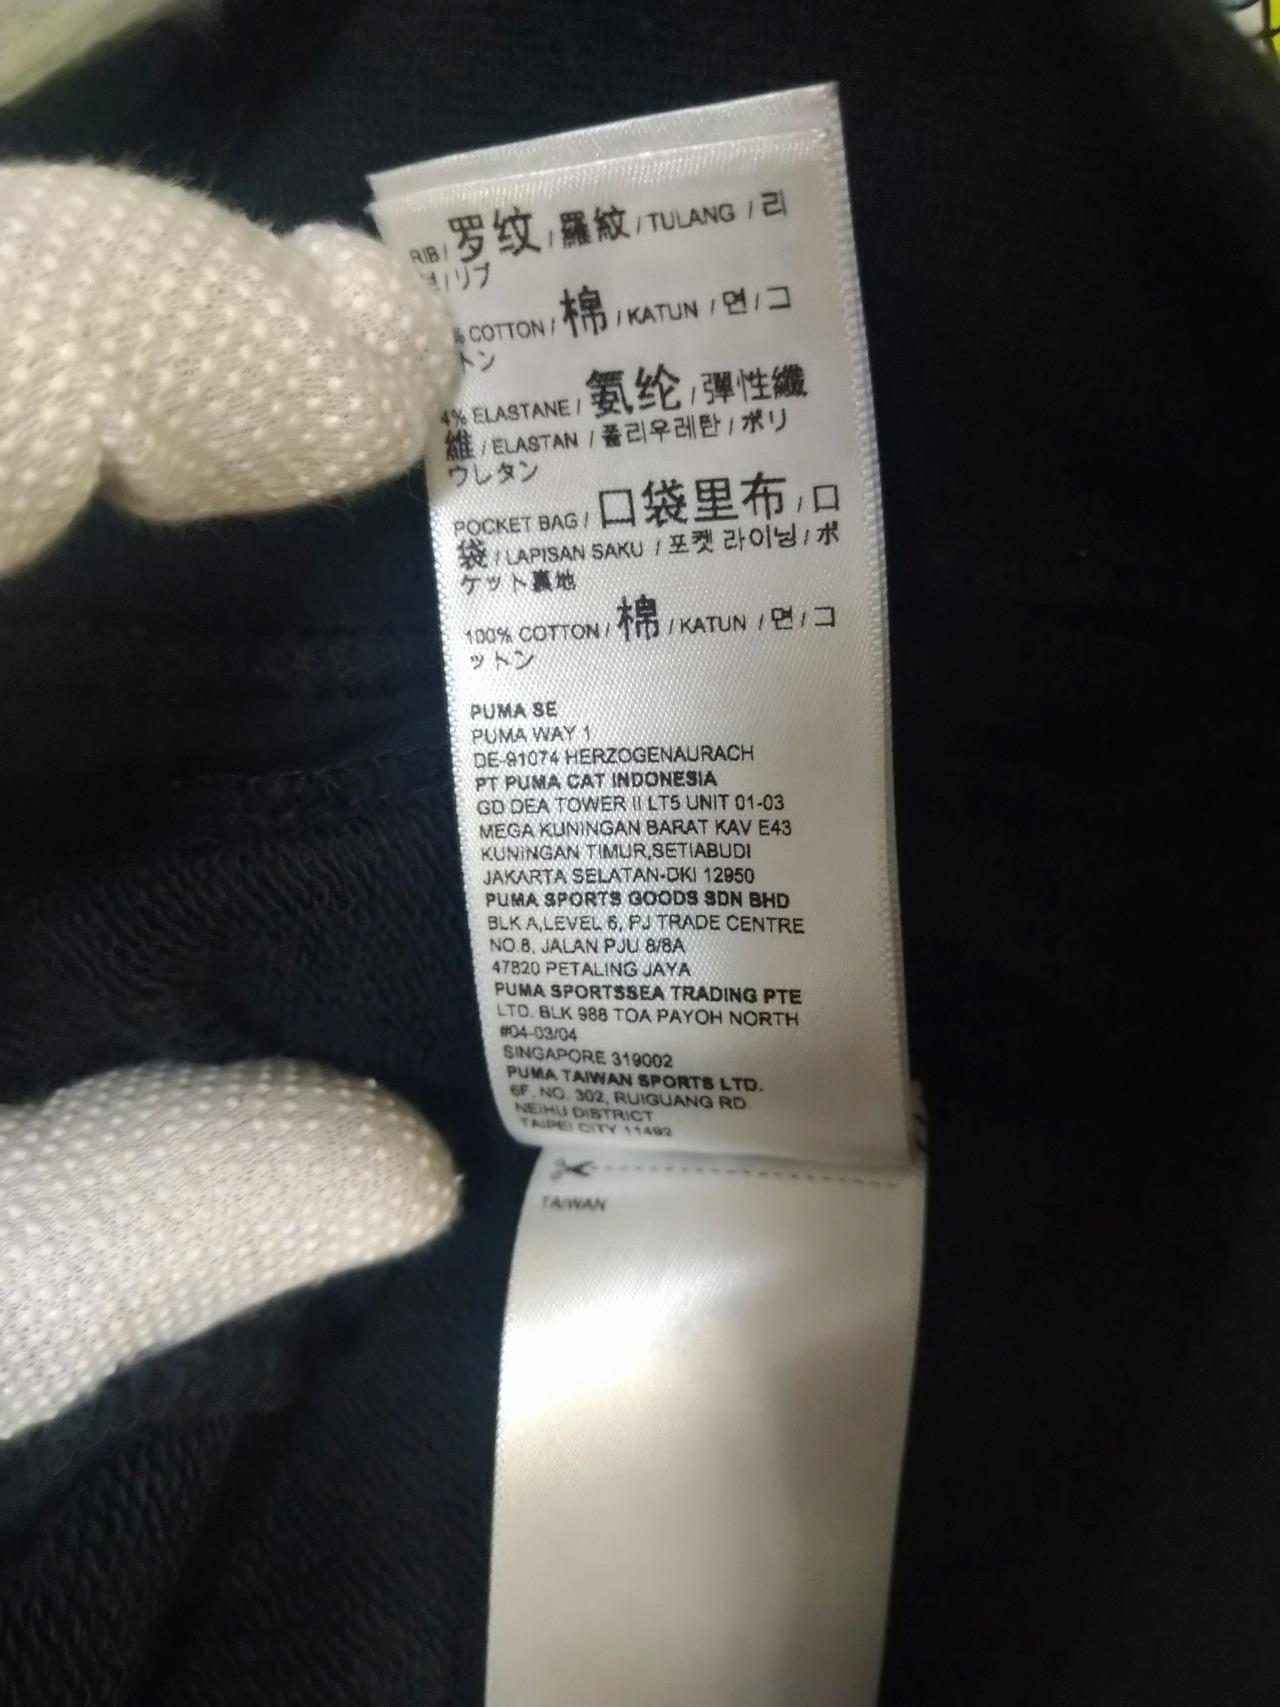 RIB / 罗纹 / 羅紋 / TULANG / 리
/ リブ
% COTTON / 棉 / KATUN / 면 / コ
トン
4% ELASTANE / 氨纶 / 彈性纖
維 / ELASTAN / 폴리우레탄 / ポリ
ウレタン
POCKET BAG / 口袋里布 / 口
袋 / LAPISAN SAKU / 포켓 라이닝 / ポ
ケット裏地
100% COTTON / 棉 / KATUN / 면 / コ
ットン
PUMA SE
PUMA WAY 1
DE-91074 HERZOGENAURACH
PT PUMA CAT INDONESIA
GD DEA TOWER II LT5 UNIT 01-03
MEGA KUNINGAN BARAT KAV E43
KUNINGAN TIMUR,SETIABUDI
JAKARTA SELATAN-DKI 12950
PUMA SPORTS GOODS SDN BHD
BLK A,LEVEL 6, PJ TRADE CENTRE
NO.8, JALAN PJU 8/8A
47820 PETALING JAYA
PUMA SPORTSSEA TRADING PTE
LTD. BLK 988 TOA PAYOH NORTH
#04-03/04
SINGAPORE 319002
PUMA TAIWAN SPORTS LTD.
6F, NO. 302, RUIGUANG RD.
NEIHU DISTRICT
TAIPEI CITY 11492
TAIWAN